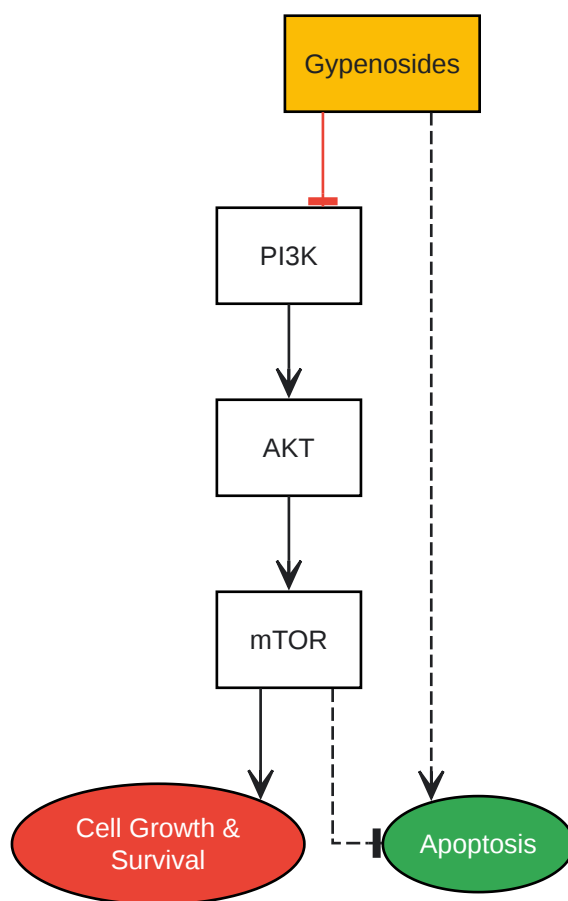 Gypenosides
PI3K
AKT
mTOR
Cell Growth &
Survival
Apoptosis